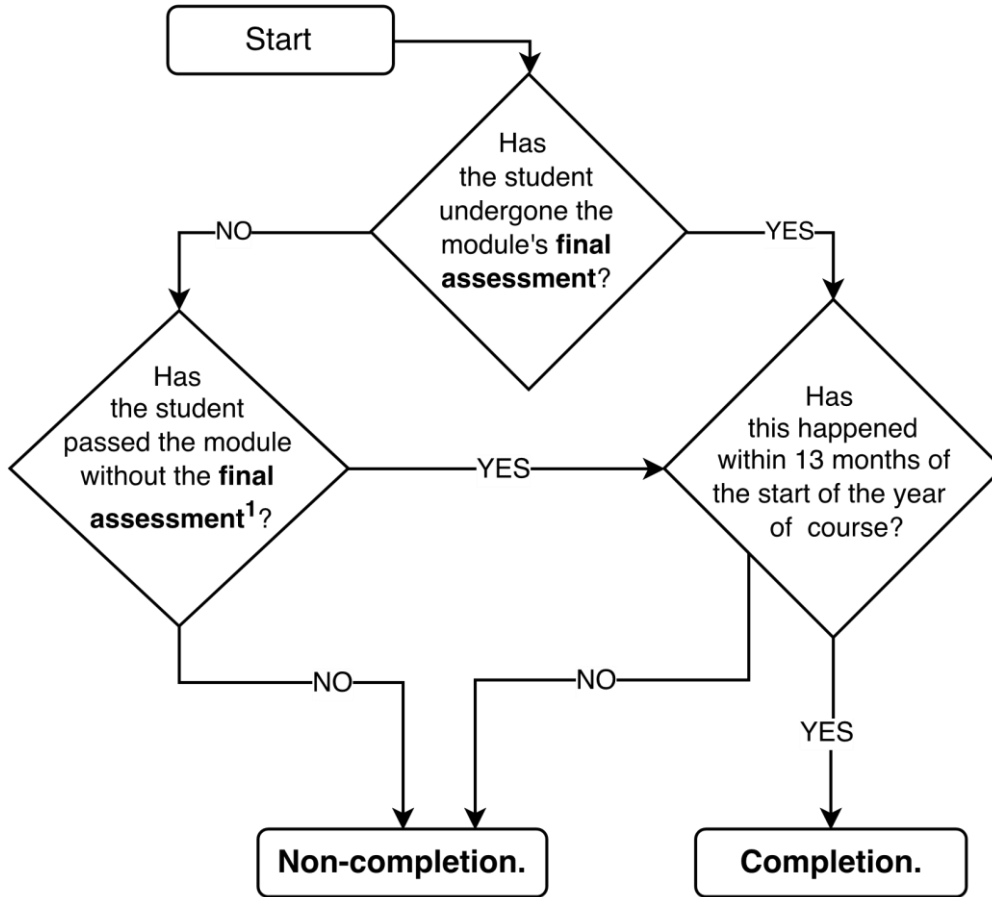 Start
Has
the student
undergone the
module's final
assessment?
NO
YES
Has
the student
passed the module
without the final
assessment¹?
YES
Has
this happened
within 13 months of
the start of the year
of course?
NO
NO
YES
Non-completion.
Completion.